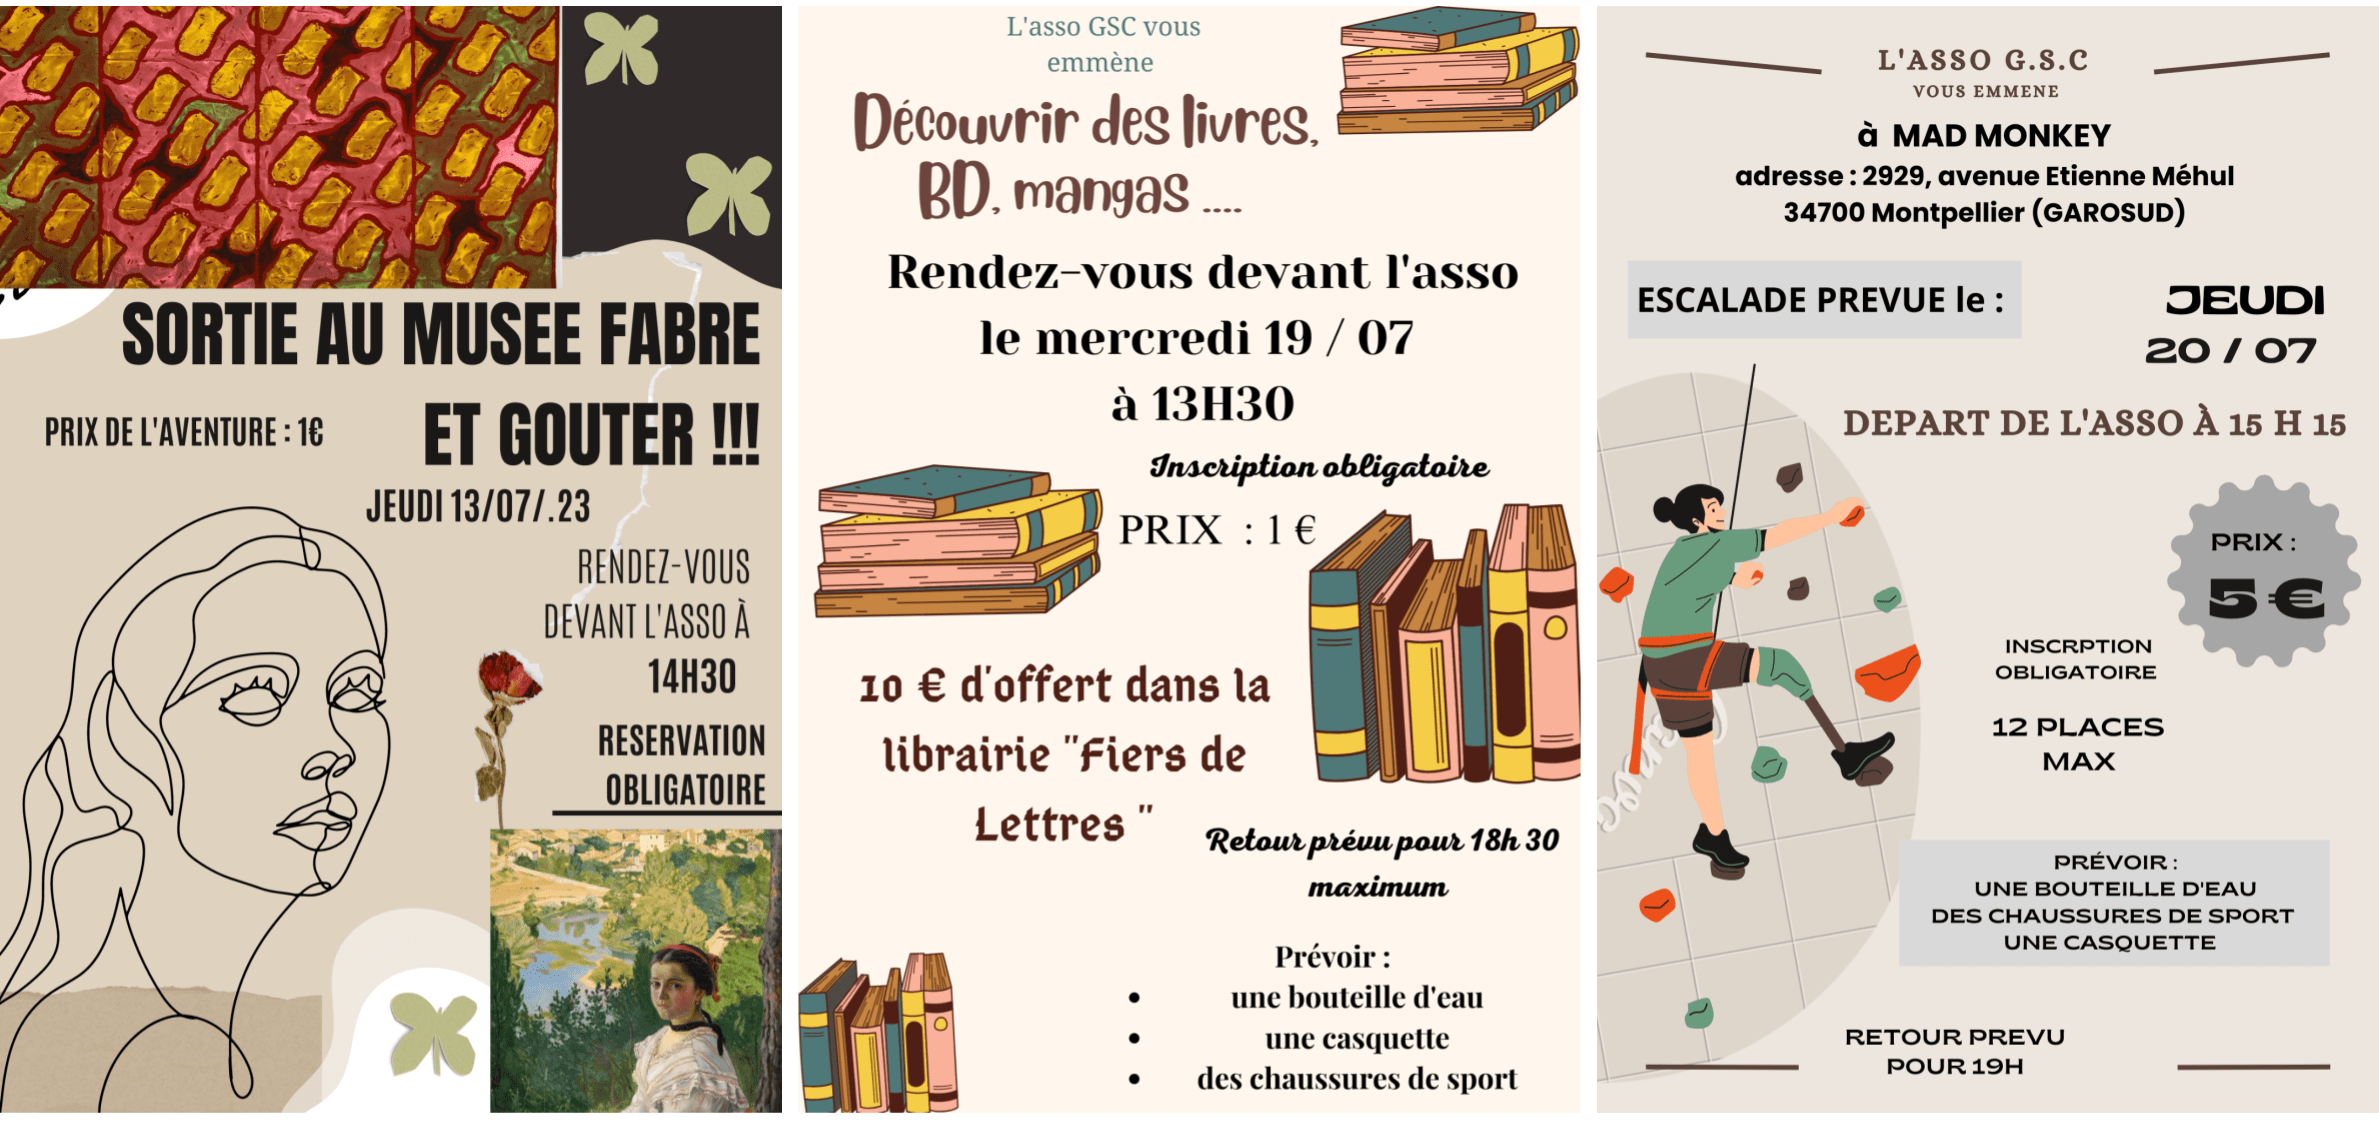 SORTIE AU MUSEE FABRE
ET GOUTER !!!
PRIX DE L'AVENTURE : 1€
JEUDI 13/07/.23
RENDEZ-VOUS
DEVANT L'ASSO À
14H30
RESERVATION
OBLIGATOIRE
L'asso GSC vous
emmène
Découvrir des livres,
BD, mangas ....
Rendez-vous devant l'asso
le mercredi 19 / 07
à 13H30
Inscription obligatoire
PRIX : 1 €
10 € d'offert dans la
librairie "Fiers de
Lettres "
Retour prévu pour 18h 30
maximum
Prévoir :
• une bouteille d'eau
• une casquette
• des chaussures de sport
L'ASSO G.S.C
VOUS EMMENE
à MAD MONKEY
adresse : 2929, avenue Etienne Méhul
34700 Montpellier (GAROSUD)
ESCALADE PREVUE le :
JEUDI
20 / 07
DEPART DE L'ASSO À 15 H 15
PRIX :
5€
INSCRPTION
OBLIGATOIRE
12 PLACES
MAX
PRÉVOIR :
UNE BOUTEILLE D'EAU
DES CHAUSSURES DE SPORT
UNE CASQUETTE
RETOUR PREVU
POUR 19H